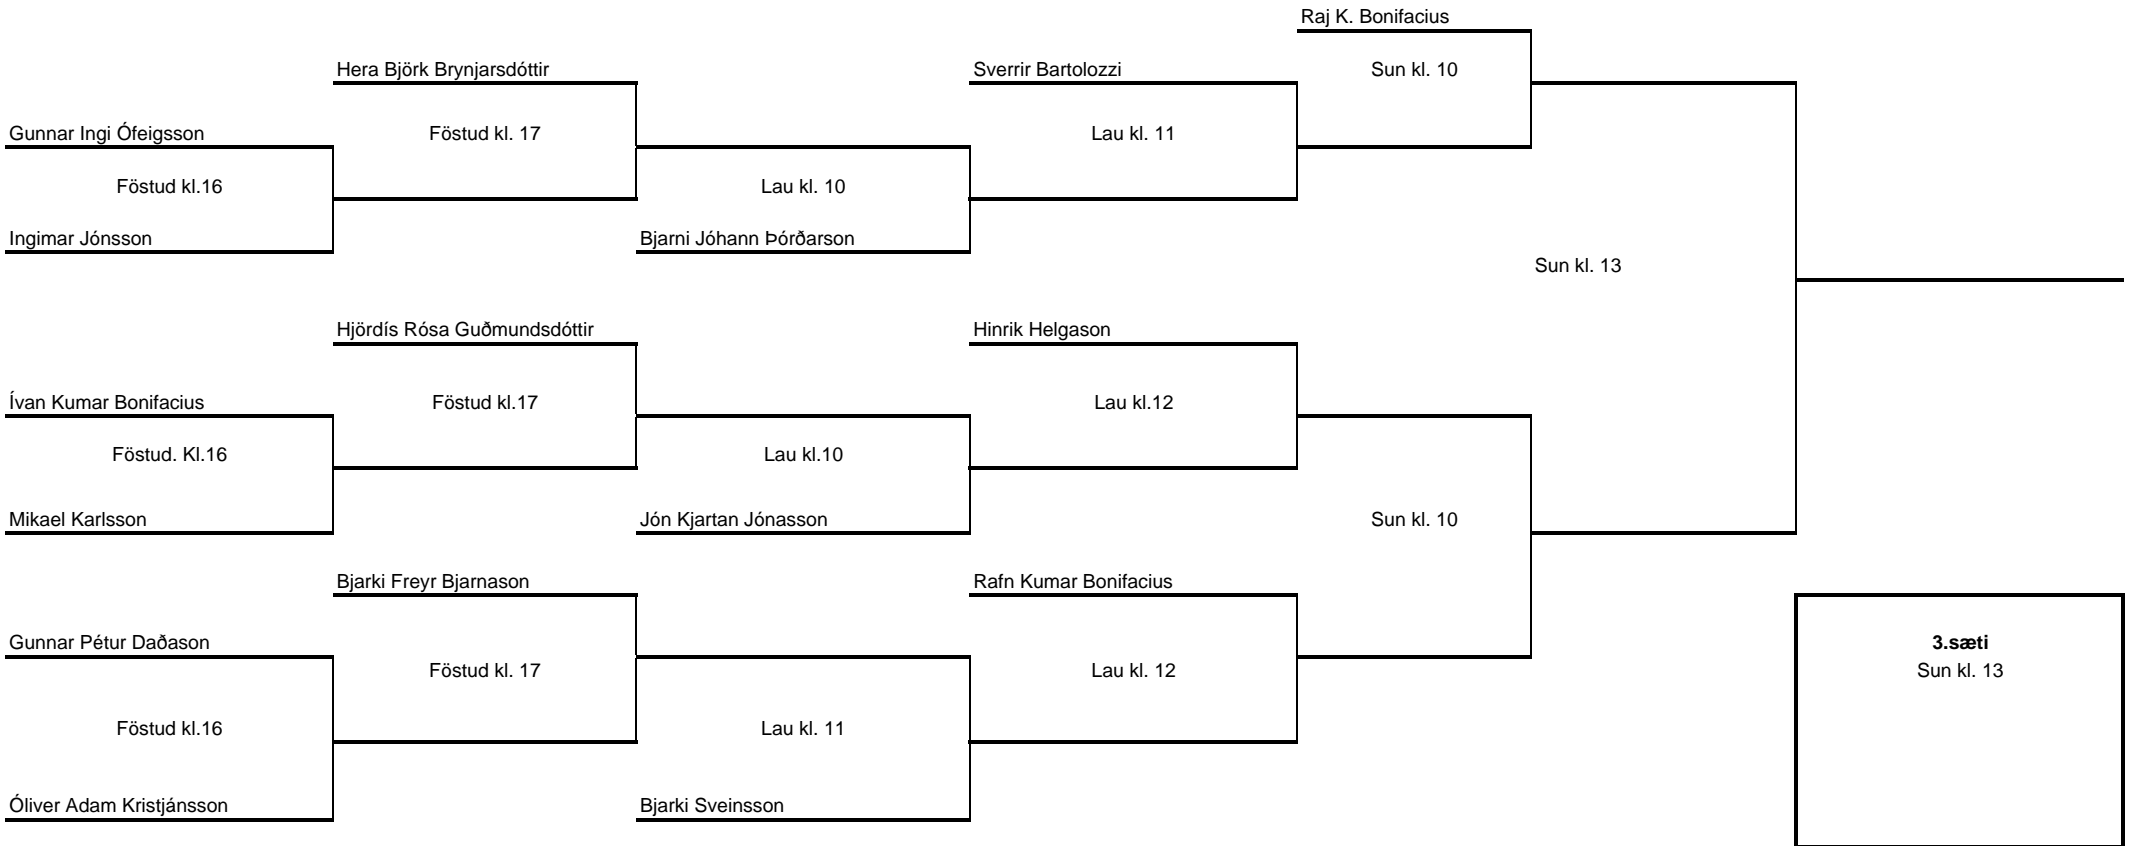 Raj K. Bonifacius
Hera Björk Brynjarsdóttir
Sverrir Bartolozzi
Sun kl. 10
Gunnar Ingi Ófeigsson
Föstud kl. 17
Lau kl. 11
Föstud kl.16
Lau kl. 10
Ingimar Jónsson
Bjarni Jóhann Þórðarson
Sun kl. 13
Hjördís Rósa Guðmundsdóttir
Hinrik Helgason
Ívan Kumar Bonifacius
Föstud kl.17
Lau kl.12
Föstud. Kl.16
Lau kl.10
Mikael Karlsson
Jón Kjartan Jónasson
Sun kl. 10
Bjarki Freyr Bjarnason
Rafn Kumar Bonifacius
Gunnar Pétur Daðason
3.sæti
Föstud kl. 17
Lau kl. 12
Sun kl. 13
Föstud kl.16
Lau kl. 11
Óliver Adam Kristjánsson
Bjarki Sveinsson